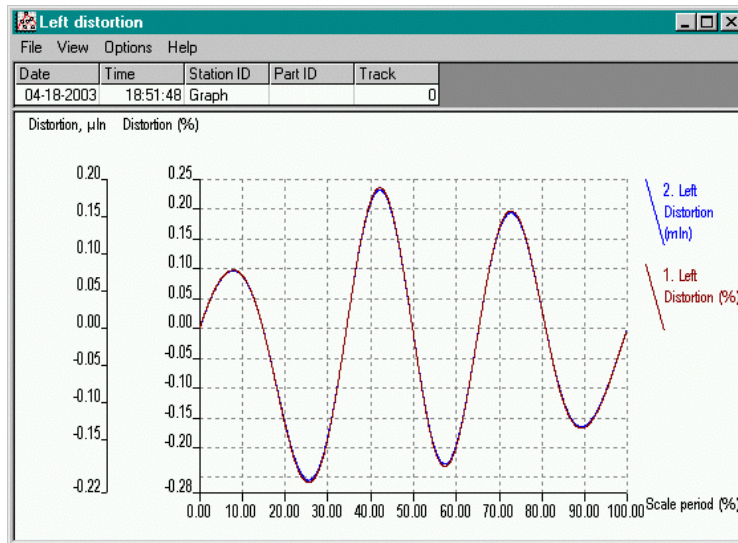 Left distortion
File View Options Help
Date Time Station ID Part ID Track
04-18-2003 18:51:48 Graph 0
Distortion, µIn Distortion (%)
0.20 0.25
0.15 0.20
0.15
0.10 0.10
0.05 0.05
0.00 0.00
-0.05 -0.05
-0.10 -0.10
-0.15 -0.15
-0.20
-0.22 -0.28
0.00 10.00 20.00 30.00 40.00 50.00 60.00 70.00 80.00 90.00 100.00 Scale period (%)
2. Left
Distortion
(mIn)
1. Left
Distortion (%)